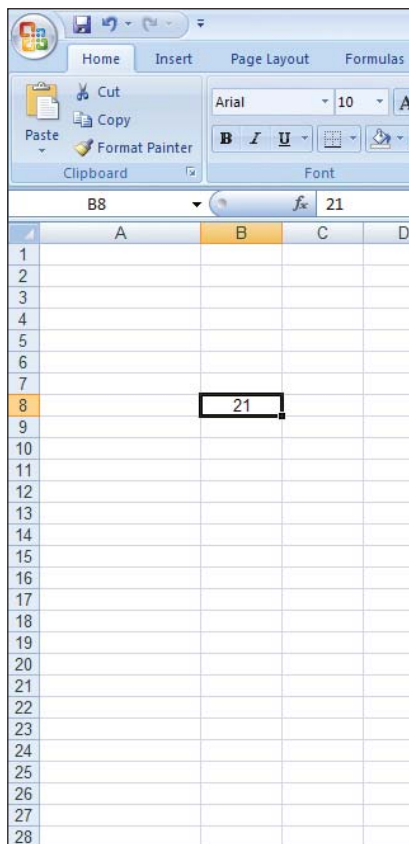 Home Insert Page Layout Formulas
Cut
Arial 10 A
Copy
Paste
B I U
Format Painter
Clipboard Font
B8 fx 21
A B C D
1
2
3
4
5
6
7
8 21
9
10
11
12
13
14
15
16
17
18
19
20
21
22
23
24
25
26
27
28